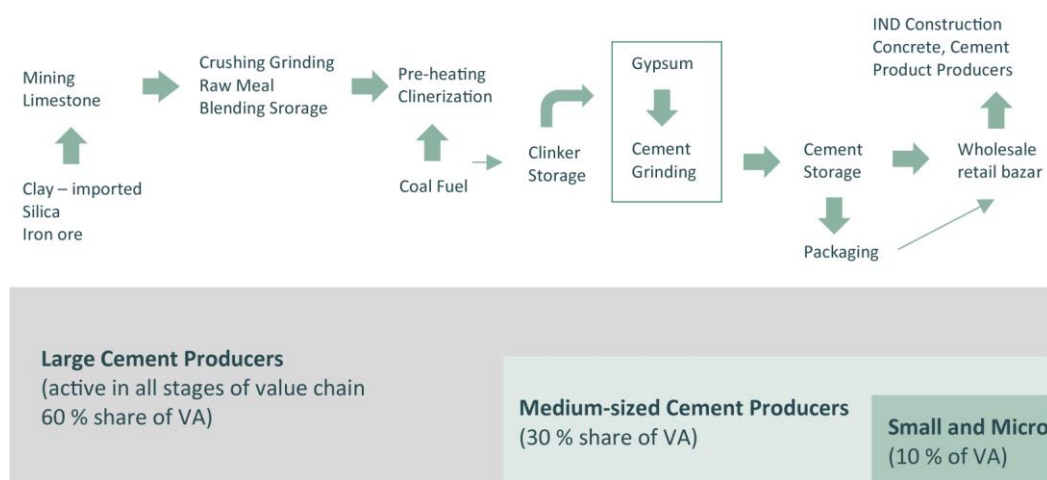 Mining
Limestone
Crushing Grinding
Raw Meal
Blending Srorage
Pre-heating
Clinerization
Gypsum
IND Construction
Concrete, Cement
Product Producers
Clay – imported
Silica
Iron ore
Coal Fuel
Clinker
Storage
Cement
Grinding
Cement
Storage
Wholesale
retail bazar
Packaging
Large Cement Producers
(active in all stages of value chain
60 % share of VA)
Medium-sized Cement Producers
(30 % share of VA)
Small and Micro
(10 % of VA)